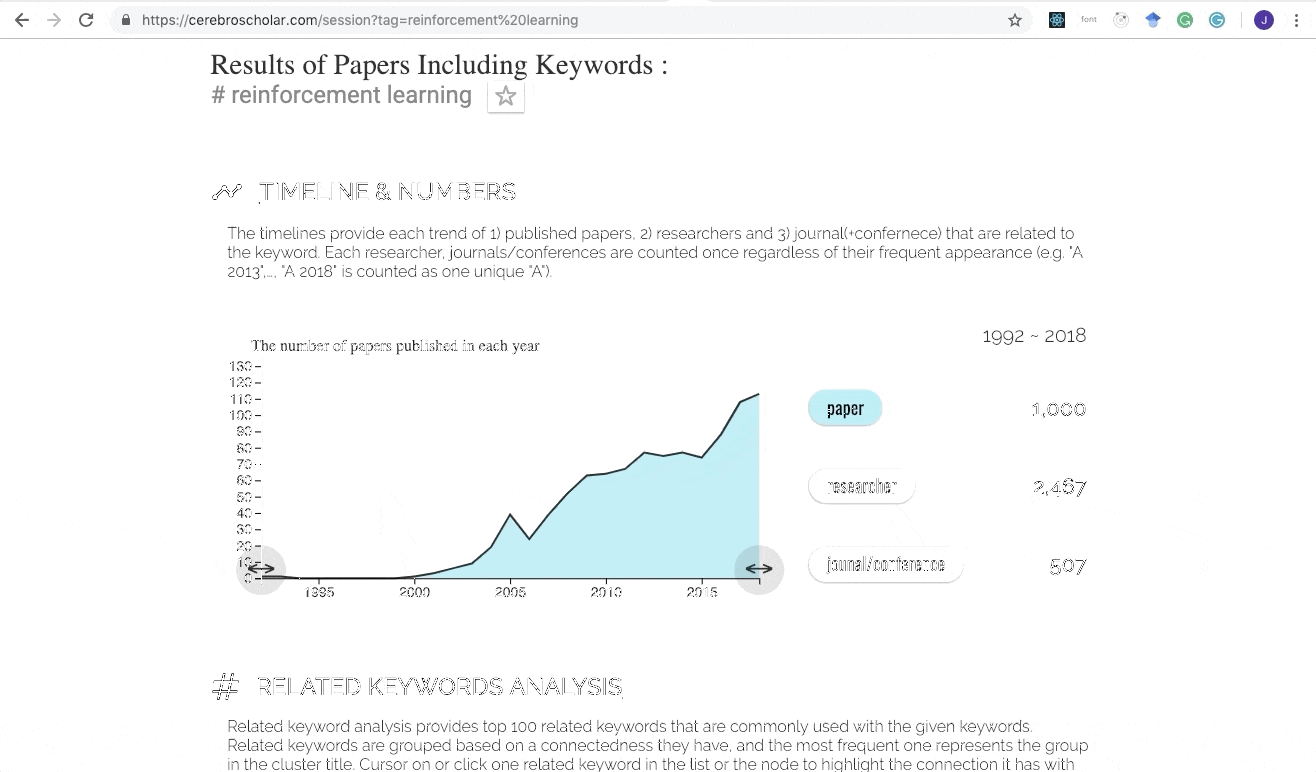 https://cerebroscholar.com/session?tag=reinforcement%20learning
font
J
Results of Papers Including Keywords :
# reinforcement learning
TIMELINE & NUMBERS
The timelines provide each trend of 1) published papers, 2) researchers and 3) journal(+confernece) that are related to
the keyword. Each researcher, journals/conferences are counted once regardless of their frequent appearance (e.g. "A
2013",..., "A 2018" is counted as one unique "A").
1992 ~ 2018
The number of papers published in each year
130
120
110
100
90
80
70
60
50
40
30
20
10
0
1995
2000
2005
2010
2015
paper
1,000
researcher
2,467
jounal/conference
507
# RELATED KEYWORDS ANALYSIS
Related keyword analysis provides top 100 related keywords that are commonly used with the given keywords.
Related keywords are grouped based on a connectedness they have, and the most frequent one represents the group
in the cluster title. Cursor on or click one related keyword in the list or the node to highlight the connection it has with